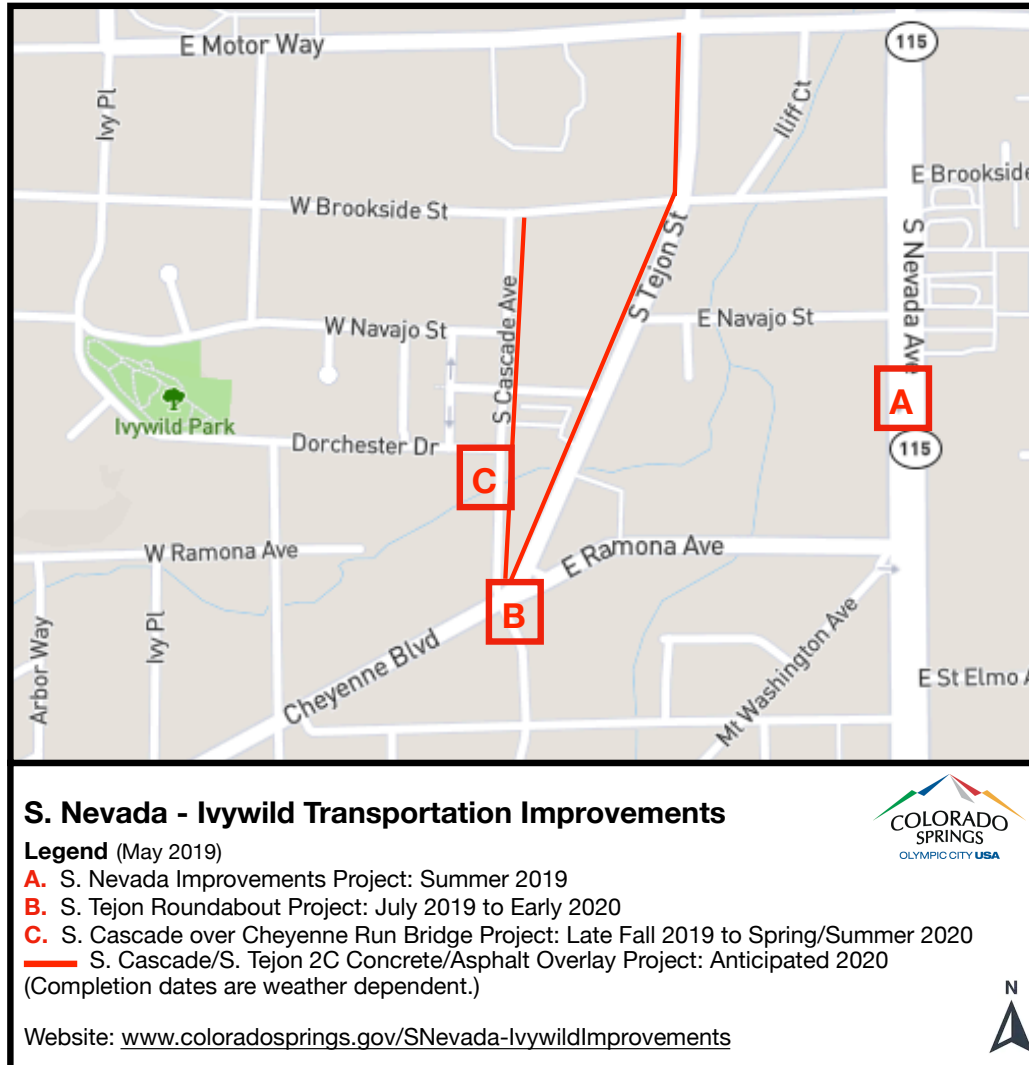 E Motor Way
115
Ivy Pl
Iliff Ct
E Brookside
W Brookside St
S Tejon St
S Nevada Ave
S Cascade Ave
W Navajo St
E Navajo St
A
Ivywild Park
Dorchester Dr
115
C
W Ramona Ave
E Ramona Ave
B
Arbor Way
Ivy Pl
Cheyenne Blvd
Mt Washington Ave
E St Elmo A
S. Nevada - Ivywild Transportation Improvements
COLORADO
SPRINGS
OLYMPIC CITY USA
Legend (May 2019)
A. S. Nevada Improvements Project: Summer 2019
B. S. Tejon Roundabout Project: July 2019 to Early 2020
C. S. Cascade over Cheyenne Run Bridge Project: Late Fall 2019 to Spring/Summer 2020
S. Cascade/S. Tejon 2C Concrete/Asphalt Overlay Project: Anticipated 2020
(Completion dates are weather dependent.)
N
Website: www.coloradosprings.gov/SNevada-IvywildImprovements